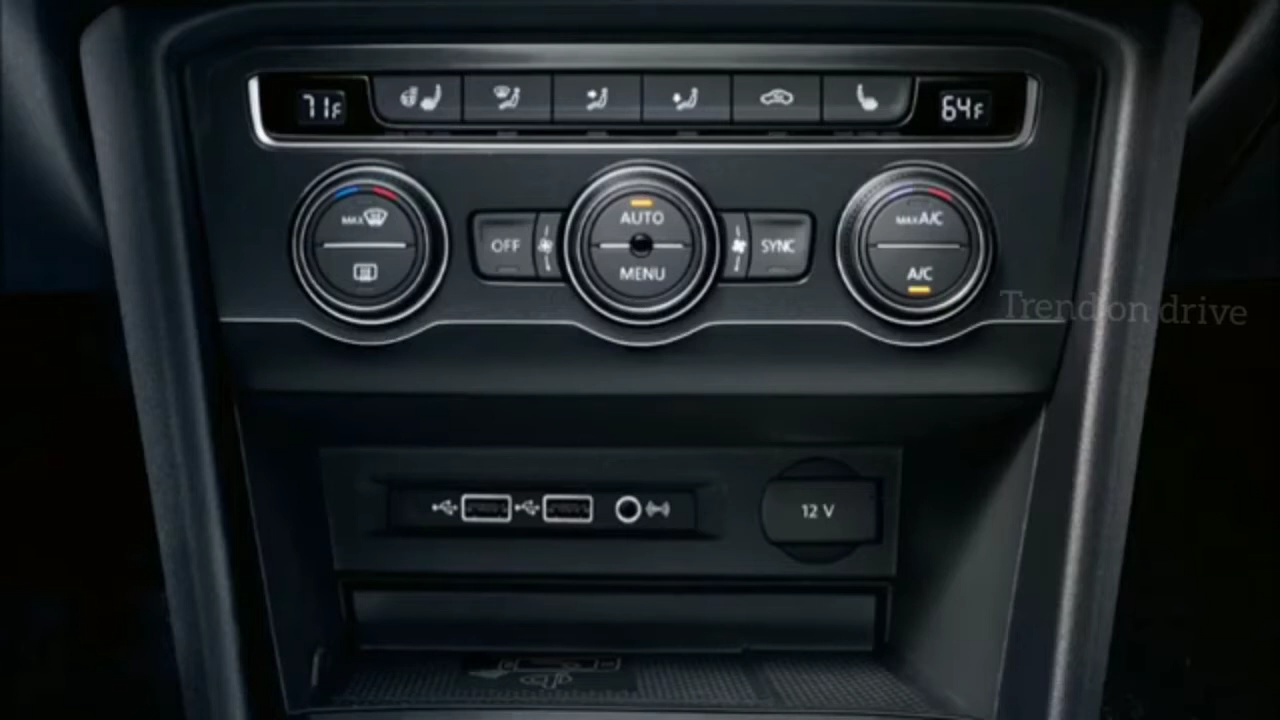 71F
64F
MAX
AUTO
MAX A/C
OFF
SYNC
MENU
A/C
Trend on drive
12 V